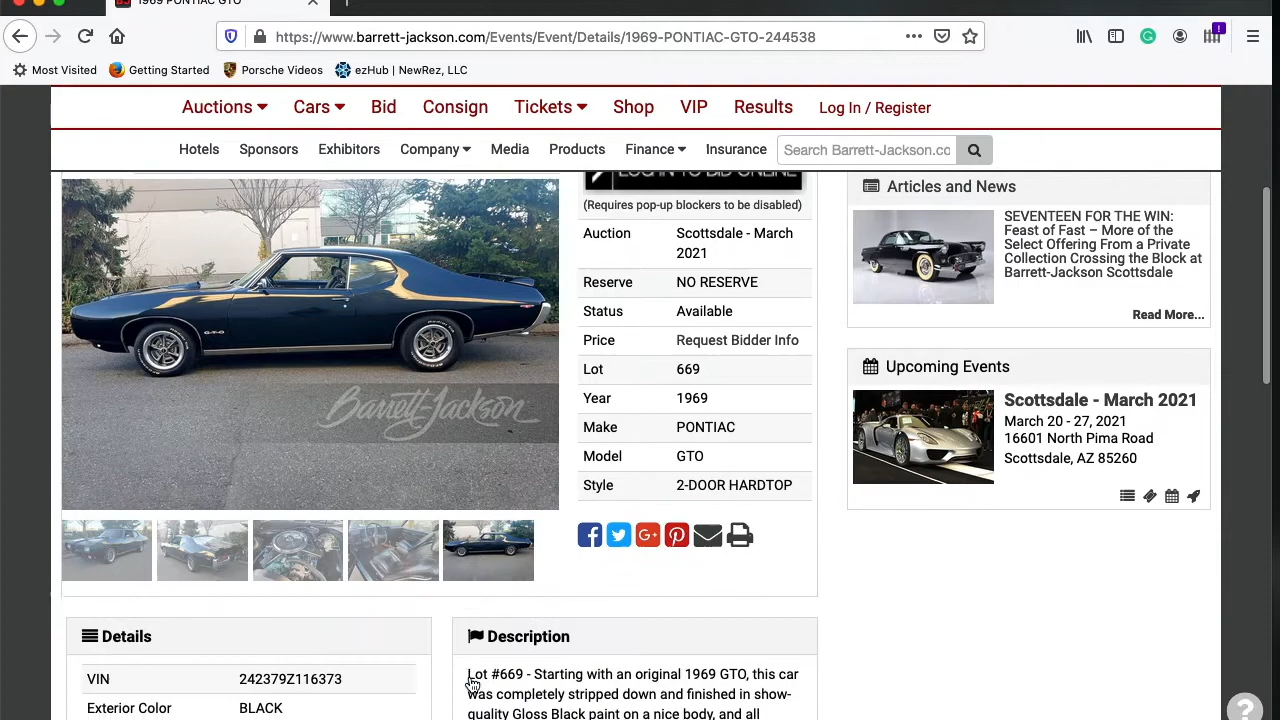 1969 PONTIAC GTO
https://www.barrett-jackson.com/Events/Event/Details/1969-PONTIAC-GTO-244538
Most Visited Getting Started Porsche Videos ezHub | NewRez, LLC
Auctions Cars Bid Consign Tickets Shop VIP Results Log In / Register
Hotels Sponsors Exhibitors Company Media Products Finance Insurance Search Barrett-Jackson.co
LOG IN TO BID ONLINE
(Requires pop-up blockers to be disabled)
Auction Scottsdale - March
2021
Reserve NO RESERVE
Status Available
Price Request Bidder Info
Lot 669
Year 1969
Make PONTIAC
Model GTO
Style 2-DOOR HARDTOP
GTO
Barrett-Jackson
Articles and News
SEVENTEEN FOR THE WIN:
Feast of Fast – More of the
Select Offering From a Private
Collection Crossing the Block at
Barrett-Jackson Scottsdale
Read More...
Upcoming Events
Scottsdale - March 2021
March 20 - 27, 2021
16601 North Pima Road
Scottsdale, AZ 85260
Details
VIN 242379Z116373
Exterior Color BLACK
Description
Lot #669 - Starting with an original 1969 GTO, this car
was completely stripped down and finished in show-
quality Gloss Black paint on a nice body, and all